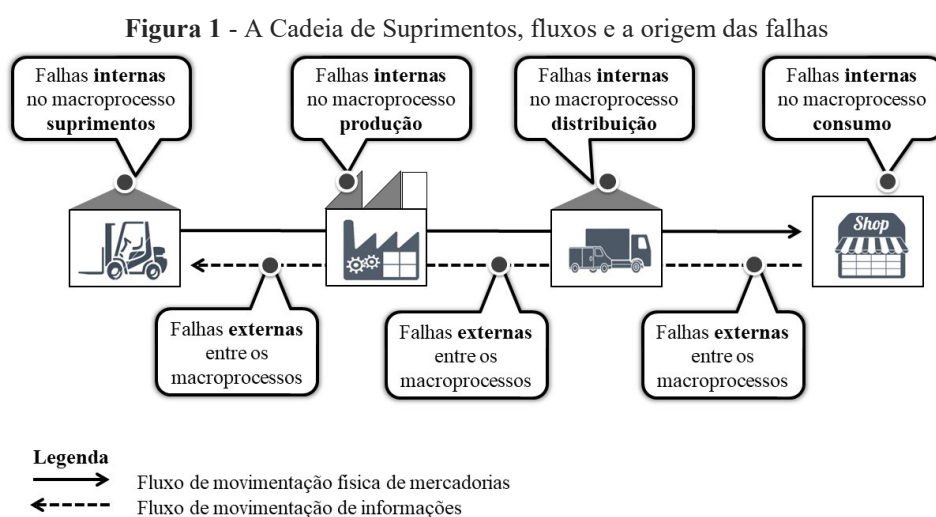 Figura 1 - A Cadeia de Suprimentos, fluxos e a origem das falhas
Falhas internas
no macroprocesso
suprimentos
Falhas internas
no macroprocesso
produção
Falhas internas
no macroprocesso
distribuição
Falhas internas
no macroprocesso
consumo
Shop
Falhas externas
entre os
macroprocessos
Falhas externas
entre os
macroprocessos
Falhas externas
entre os
macroprocessos
Legenda
Fluxo de movimentação física de mercadorias
Fluxo de movimentação de informações